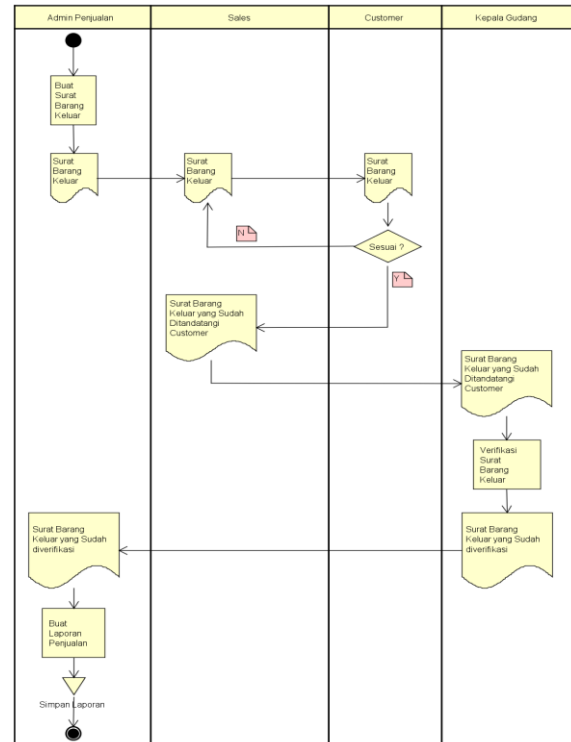 Admin Penjualan
Sales
Customer
Kepala Gudang
Buat
Surat
Barang
Keluar
Surat
Barang
Keluar
Surat
Barang
Keluar
Surat
Barang
Keluar
N
Sesuai ?
Y
Surat Barang
Keluar yang Sudah
Ditandatangi
Customer
Surat Barang
Keluar yang Sudah
Ditandatangi
Customer
Verifikasi
Surat
Barang
Keluar
Surat Barang
Keluar yang Sudah
diverifikasi
Surat Barang
Keluar yang Sudah
diverifikasi
Buat
Laporan
Penjualan
Simpan Laporan